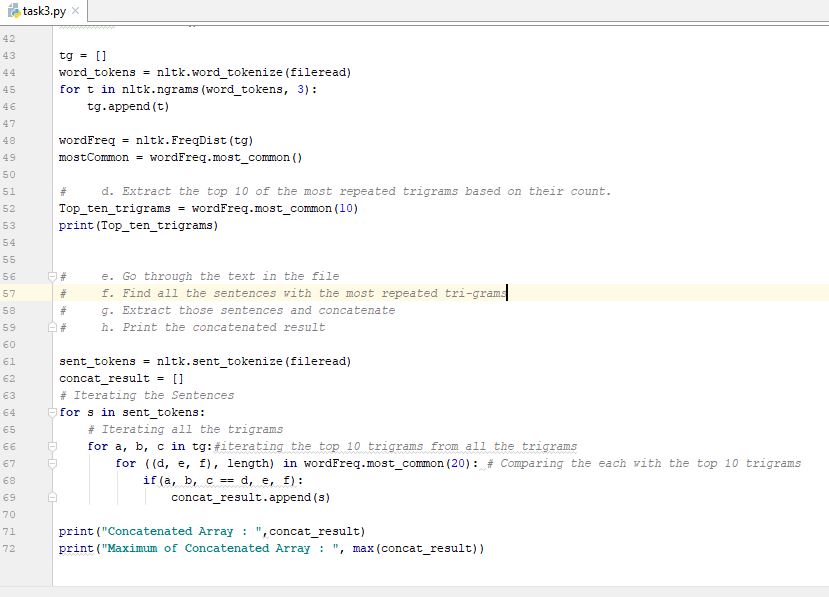 task3.py
42
43 tg = []
44 word_tokens = nltk.word_tokenize(fileread)
45 for t in nltk.ngrams(word_tokens, 3):
46 tg.append(t)
47
48 wordFreq = nltk.FreqDist(tg)
49 mostCommon = wordFreq.most_common()
50
51 # d. Extract the top 10 of the most repeated trigrams based on their count.
52 Top_ten_trigrams = wordFreq.most_common(10)
53 print(Top_ten_trigrams)
54
55
56 # e. Go through the text in the file
57 # f. Find all the sentences with the most repeated tri-grams
58 # g. Extract those sentences and concatenate
59 # h. Print the concatenated result
60
61 sent_tokens = nltk.sent_tokenize(fileread)
62 concat_result = []
63 # Iterating the Sentences
64 for s in sent_tokens:
65 # Iterating all the trigrams
66 for a, b, c in tg:#iterating the top 10 trigrams from all the trigrams
67 for ((d, e, f), length) in wordFreq.most_common(20): # Comparing the each with the top 10 trigrams
68 if(a, b, c == d, e, f):
69 concat_result.append(s)
70
71 print("Concatenated Array : ",concat_result)
72 print("Maximum of Concatenated Array : ", max(concat_result))